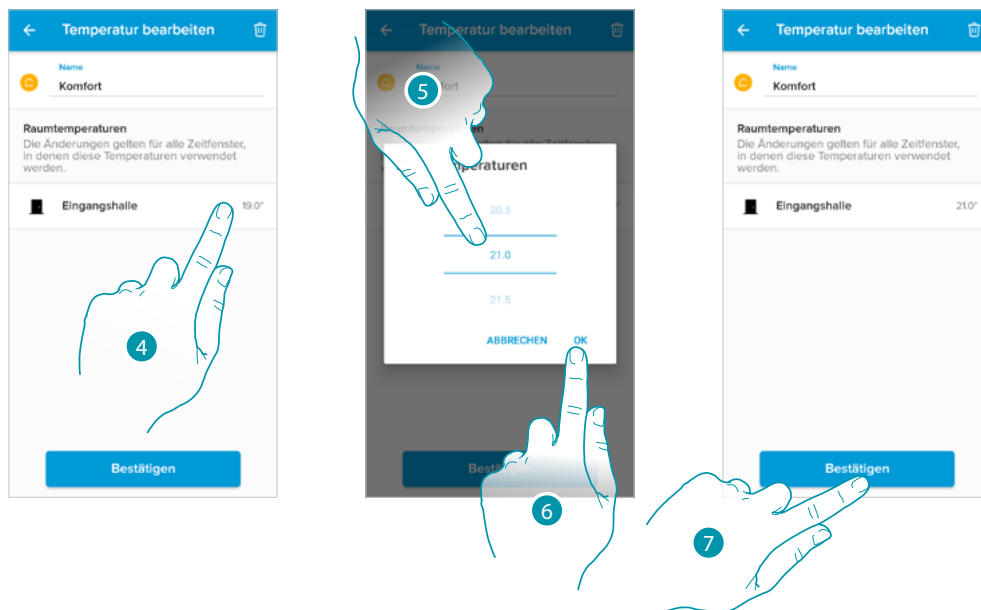 Temperatur bearbeiten
Name
Komfort
Raumtemperaturen
Die Änderungen gelten für alle Zeitfenster,
in denen diese Temperaturen verwendet
werden.
Eingangshalle 19.0°
4
Bestätigen
Temperatur bearbeiten
Name
5
20.5
21.0
21.5
ABBRECHEN OK
6
Temperatur bearbeiten
Name
Komfort
Raumtemperaturen
Die Änderungen gelten für alle Zeitfenster,
in denen diese Temperaturen verwendet
werden.
Eingangshalle 21.0°
Bestätigen
7